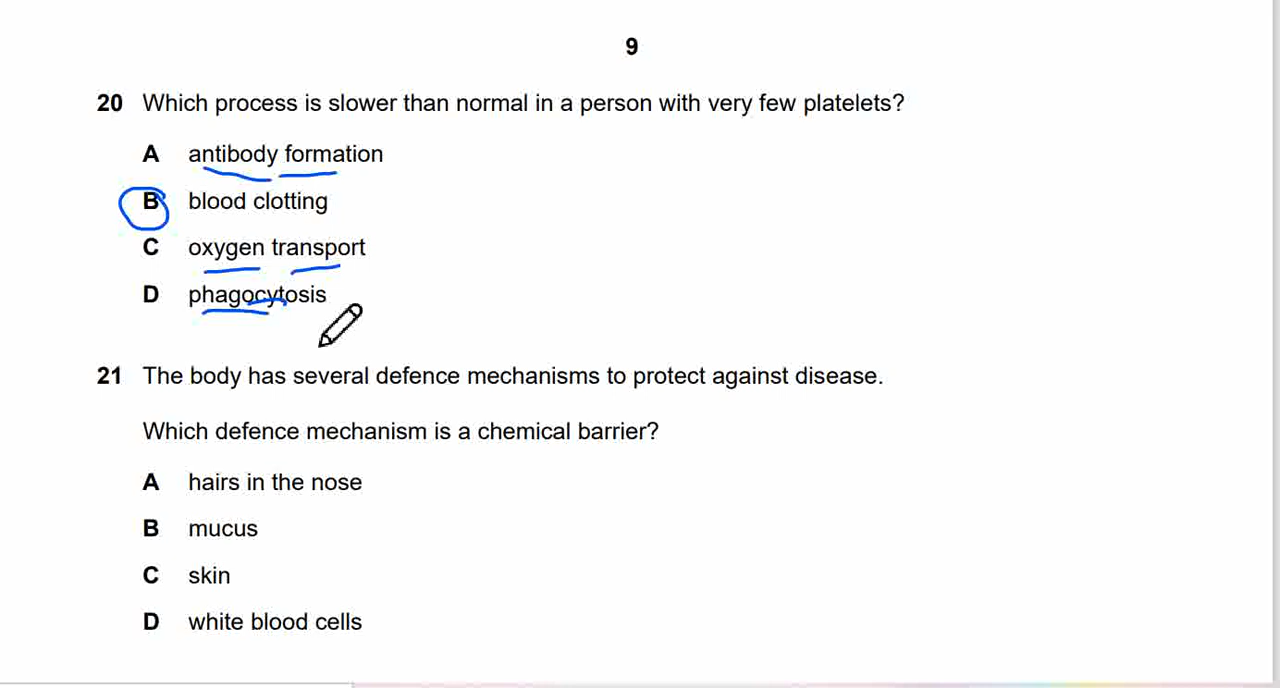 9
20 Which process is slower than normal in a person with very few platelets?
A antibody formation
B blood clotting
C oxygen transport
D phagocytosis
21 The body has several defence mechanisms to protect against disease.
Which defence mechanism is a chemical barrier?
A hairs in the nose
B mucus
C skin
D white blood cells